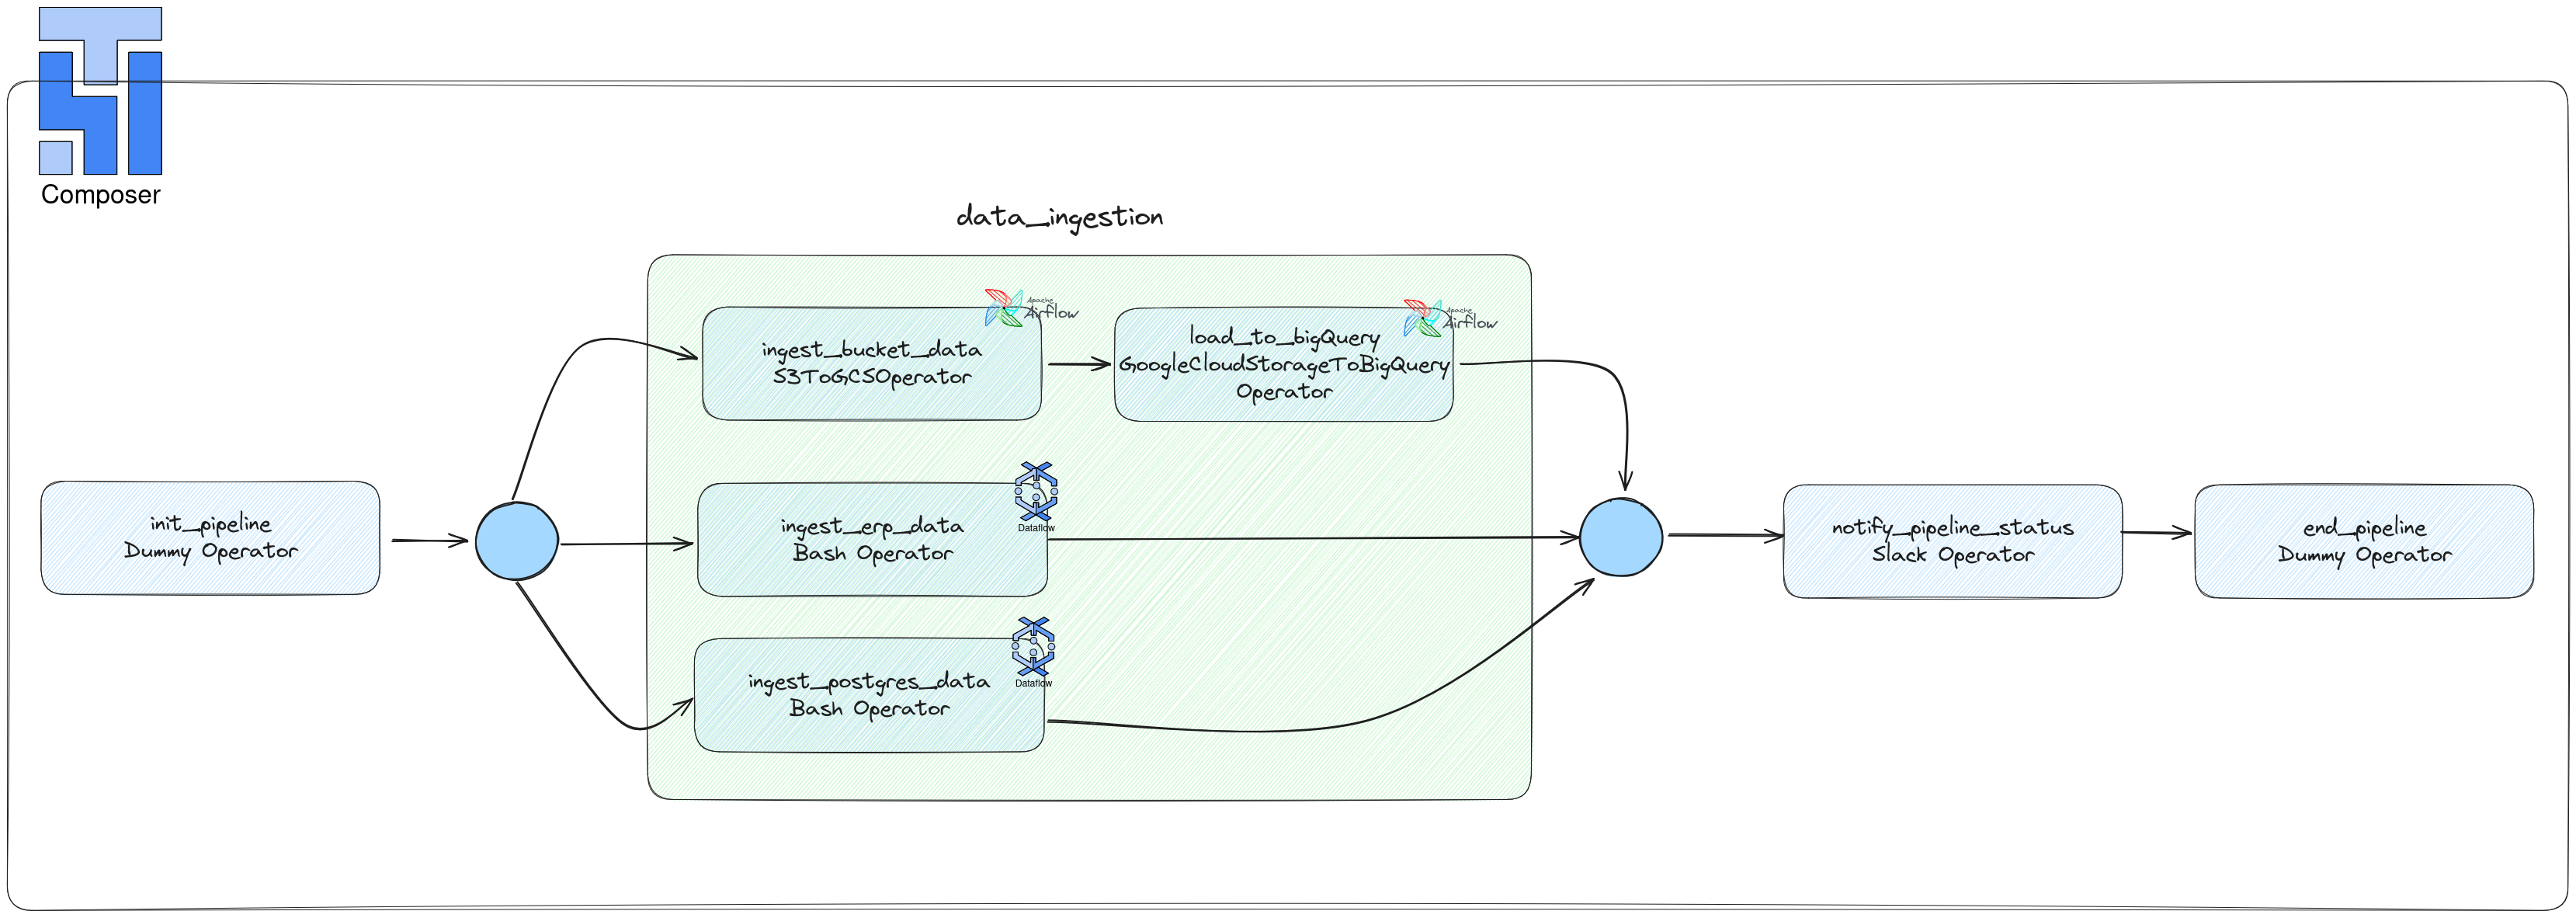 Composer
data_ingestion
Apache
Airflow
ingest_bucket_data
S3ToGCSOperator
Apache
Airflow
load_to_bigQuery
GoogleCloudStorageToBigQuery
Operator
init_pipeline
Dummy Operator
Dataflow
ingest_erp_data
Bash Operator
Dataflow
ingest_postgres_data
Bash Operator
notify_pipeline_status
Slack Operator
end_pipeline
Dummy Operator